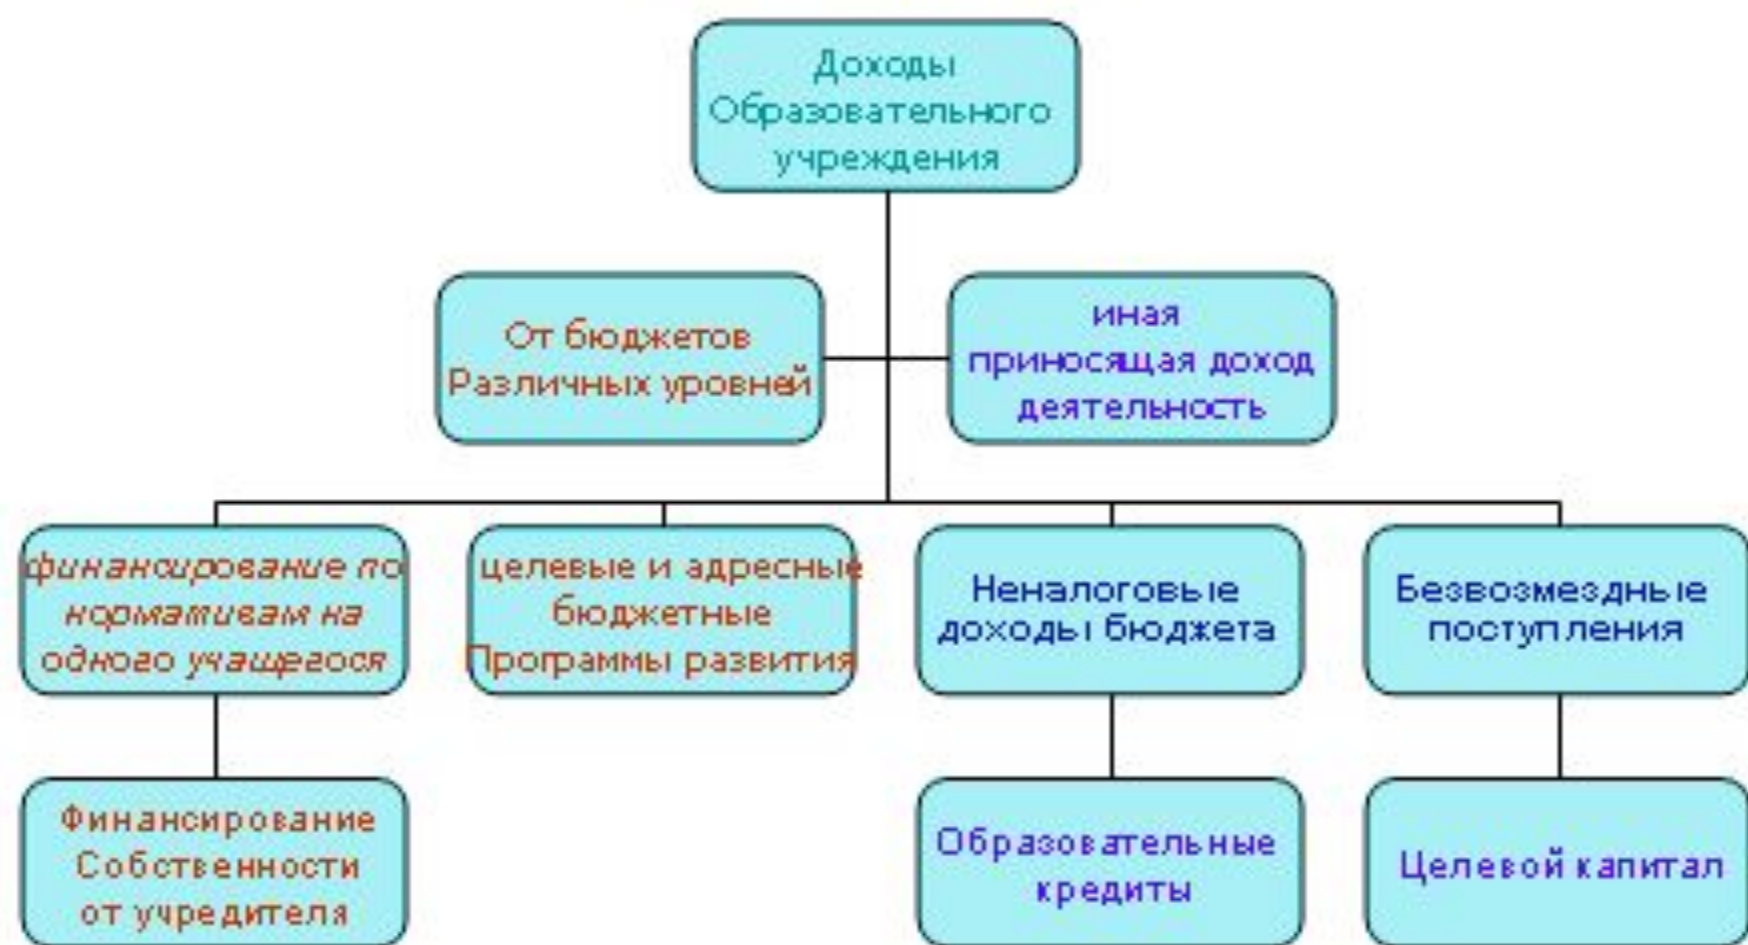 Доходы
Образовательного
учреждения
От бюджетов
Различных уровней
иная
приносящая доход
деятельность
финансирование по
нормативам на
одного учащегося
целевые и адресные
бюджетные
Программы развития
Неналоговые
доходы бюджета
Безвозмездные
поступления
Финансирование
Собственности
от учредителя
Образовательные
кредиты
Целевой капитал